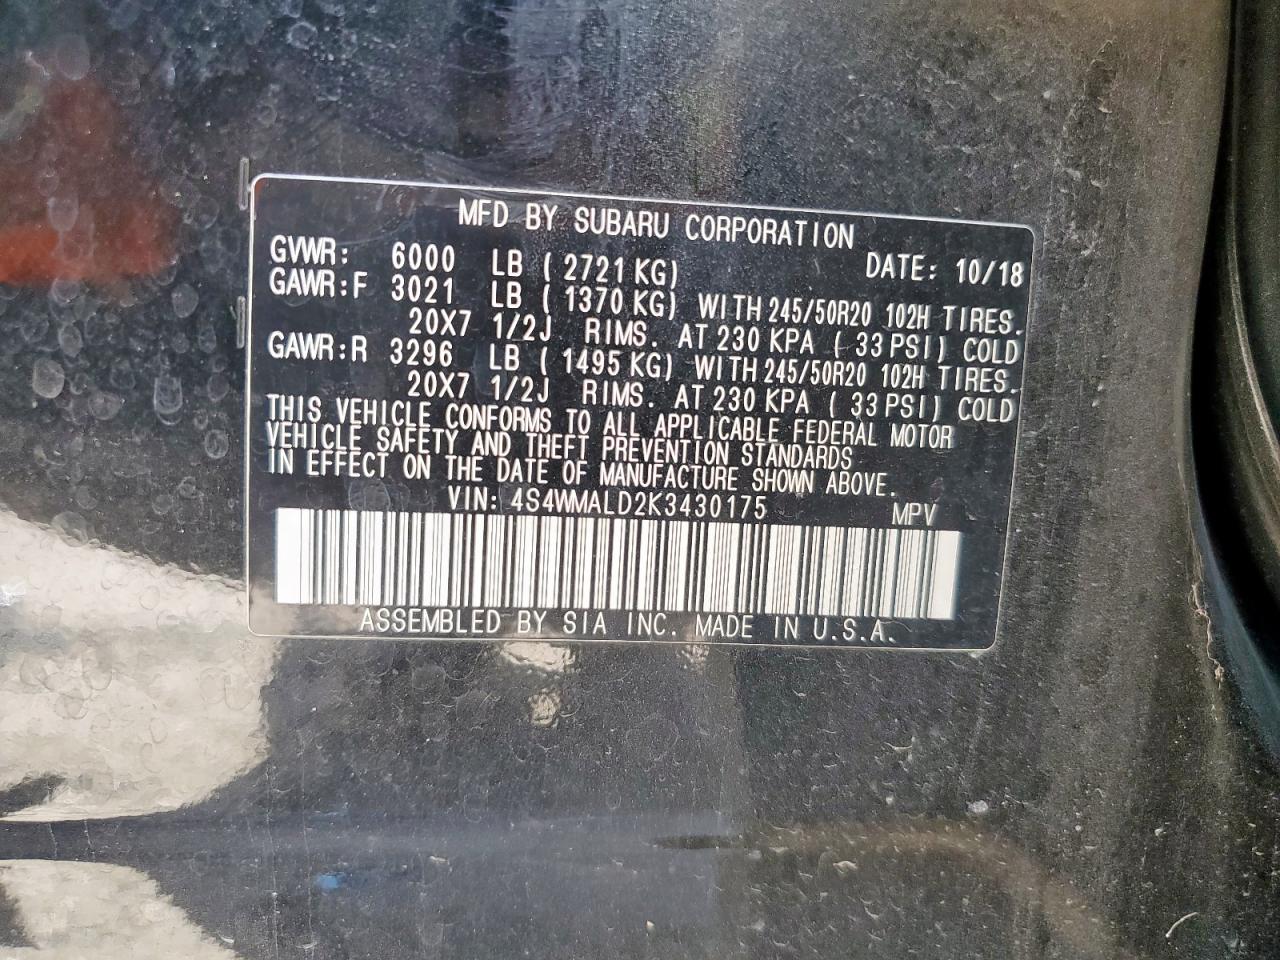 MFD BY SUBARU CORPORATION
GVWR: 6000 LB ( 2721 KG) DATE: 10/18
GAWR:F 3021 LB ( 1370 KG) WITH 245/50R20 102H TIRES.
20X7 1/2J RIMS. AT 230 KPA ( 33 PSI) COLD
GAWR:R 3296 LB ( 1495 KG) WITH 245/50R20 102H TIRES.
20X7 1/2J RIMS. AT 230 KPA ( 33 PSI) COLD
THIS VEHICLE CONFORMS TO ALL APPLICABLE FEDERAL MOTOR
VEHICLE SAFETY AND THEFT PREVENTION STANDARDS
IN EFFECT ON THE DATE OF MANUFACTURE SHOWN ABOVE.
VIN: 4S4WMALD2K3430175 MPV
ASSEMBLED BY SIA INC. MADE IN U.S.A.